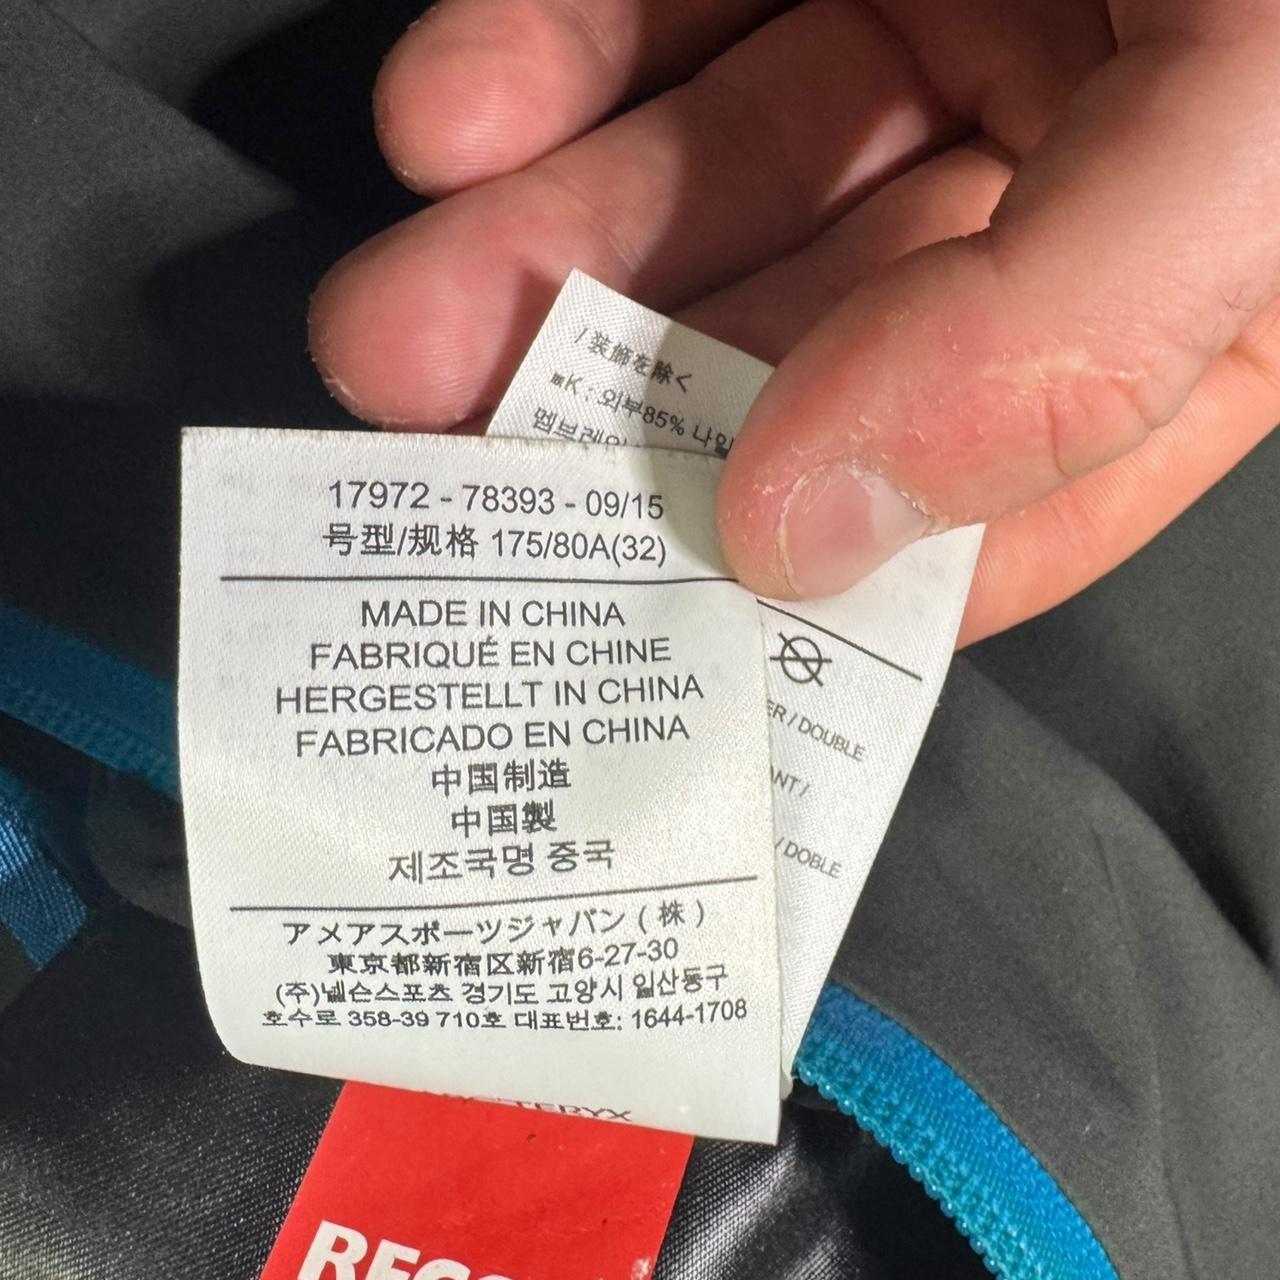 / 装飾を除く
: 외부85% 나일
멤브레인
17972 - 78393 - 09/15
号型/规格 175/80A(32)
MADE IN CHINA
FABRIQUÉ EN CHINE
HERGESTELLT IN CHINA
FABRICADO EN CHINA
中国制造
中国製
제조국명 중국
アメアスポーツジャパン ( 株 )
東京都新宿区新宿6-27-30
(주)넬슨스포츠 경기도 고양시 일산동구
호수로 358-39 710호 대표번호: 1644-1708
ER / DOUBLE
ANT /
/ DOBLE
RECC